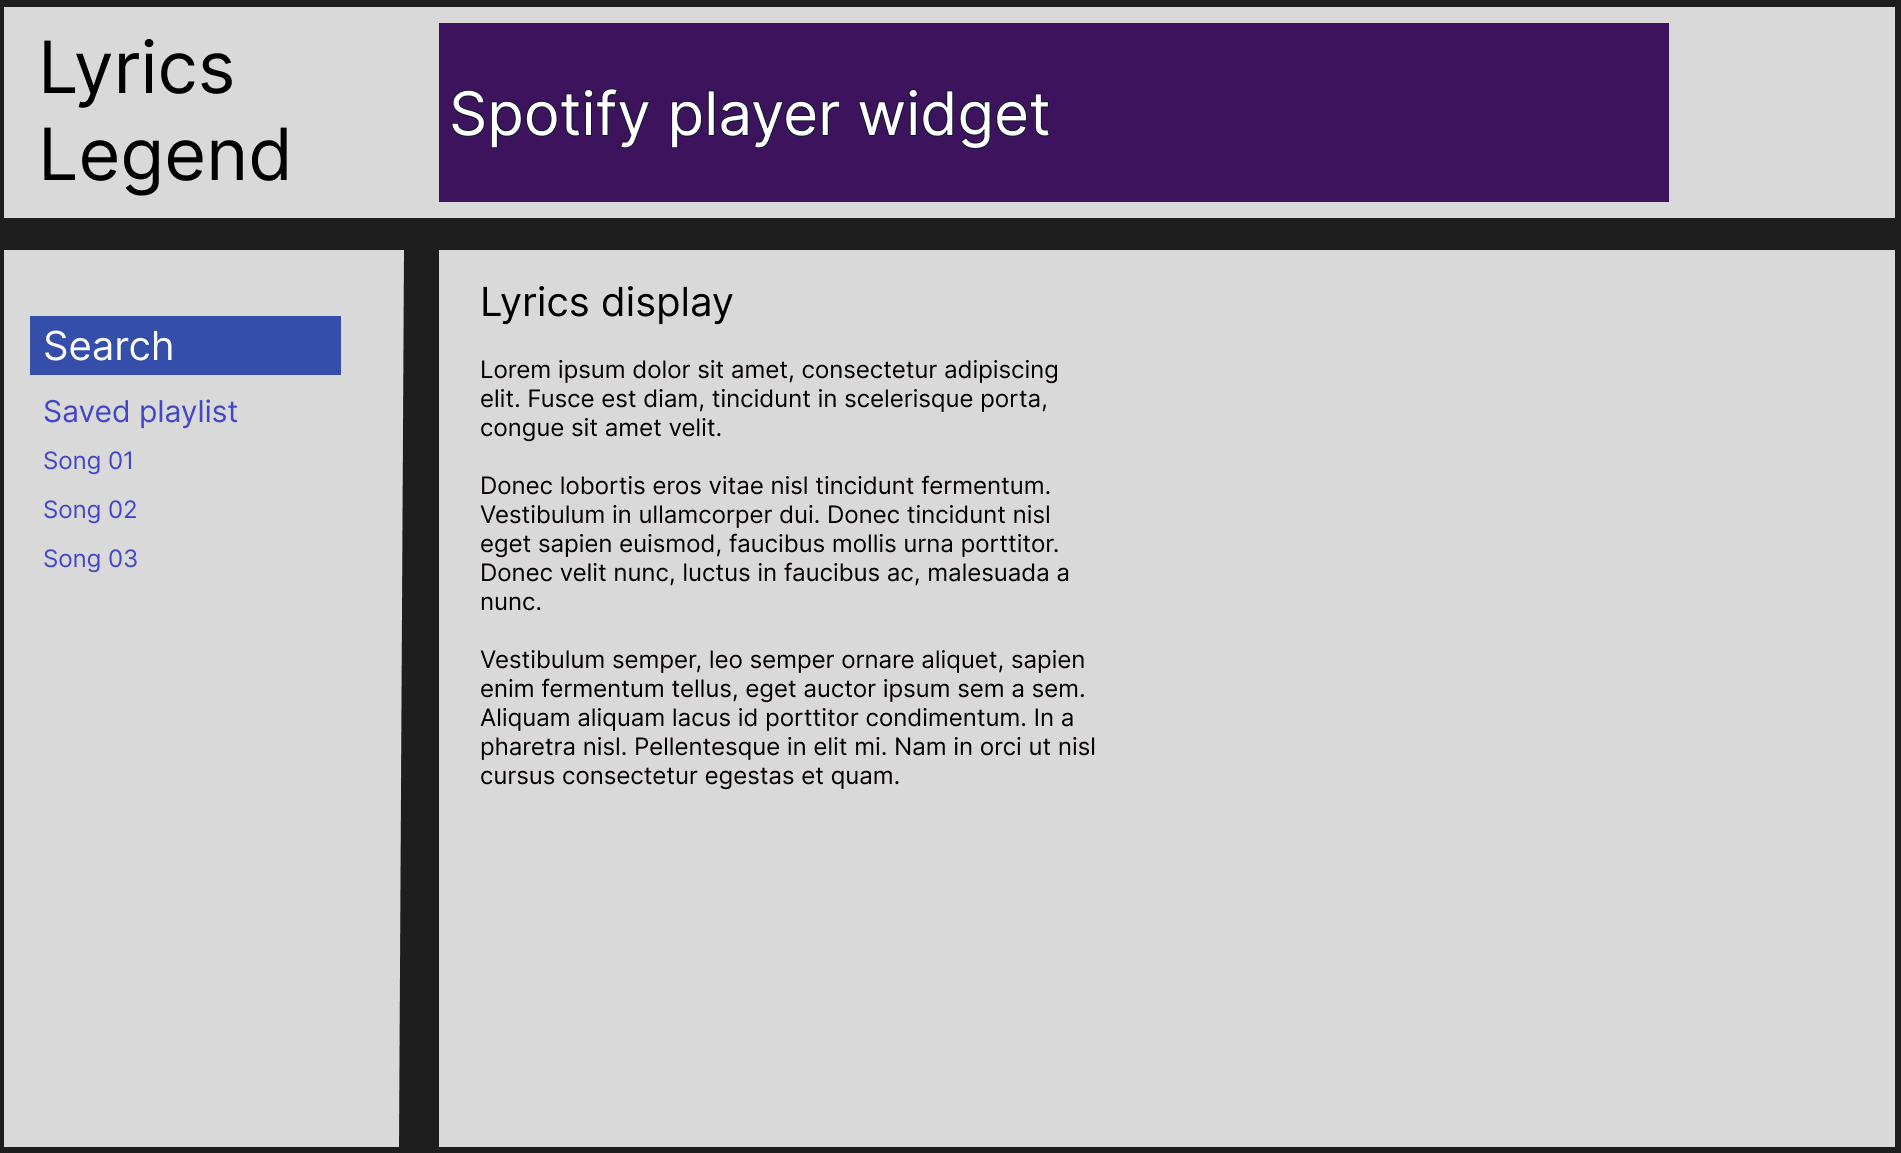 Lyrics
Legend
Spotify player widget
Search
Saved playlist
Song 01
Song 02
Song 03
Lyrics display
Lorem ipsum dolor sit amet, consectetur adipiscing
elit. Fusce est diam, tincidunt in scelerisque porta,
congue sit amet velit.
Donec lobortis eros vitae nisl tincidunt fermentum.
Vestibulum in ullamcorper dui. Donec tincidunt nisl
eget sapien euismod, faucibus mollis urna porttitor.
Donec velit nunc, luctus in faucibus ac, malesuada a
nunc.
Vestibulum semper, leo semper ornare aliquet, sapien
enim fermentum tellus, eget auctor ipsum sem a sem.
Aliquam aliquam lacus id porttitor condimentum. In a
pharetra nisl. Pellentesque in elit mi. Nam in orci ut nisl
cursus consectetur egestas et quam.